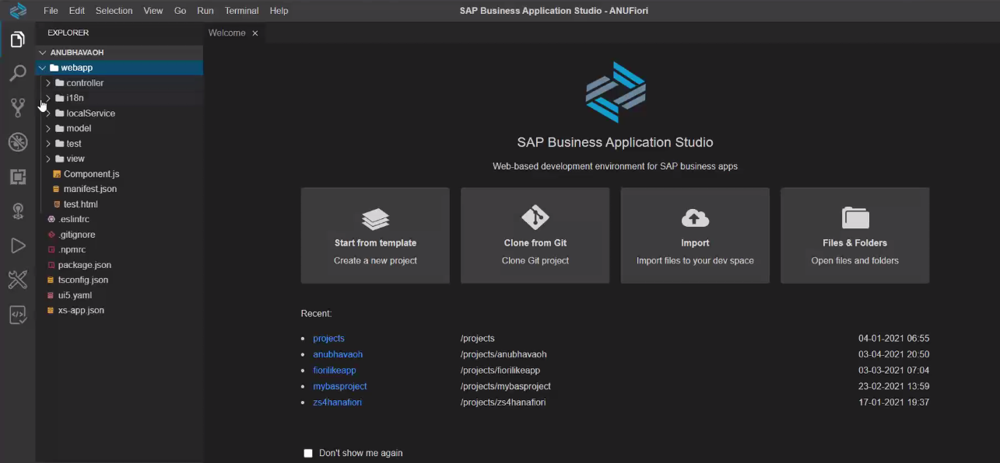 File Edit Selection View Go Run Terminal Help
SAP Business Application Studio - ANUFiori
EXPLORER
ANUBHAVAOH
webapp
controller
i18n
localService
model
test
view
Component.js
manifest.json
test.html
.eslintrc
.gitignore
.npmrc
package.json
tsconfig.json
ui5.yaml
xs-app.json
Welcome
SAP Business Application Studio
Web-based development environment for SAP business apps
Start from template
Create a new project
Clone from Git
Clone Git project
Import
Import files to your dev space
Files & Folders
Open files and folders
Recent:
projects /projects 04-01-2021 06:55
anubhavaoh /projects/anubhavaoh 03-04-2021 20:50
fiorilikeapp /projects/fiorilikeapp 03-03-2021 07:04
mybasproject /projects/mybasproject 23-02-2021 13:59
zs4hanafiori /projects/zs4hanafiori 17-01-2021 19:37
Don't show me again